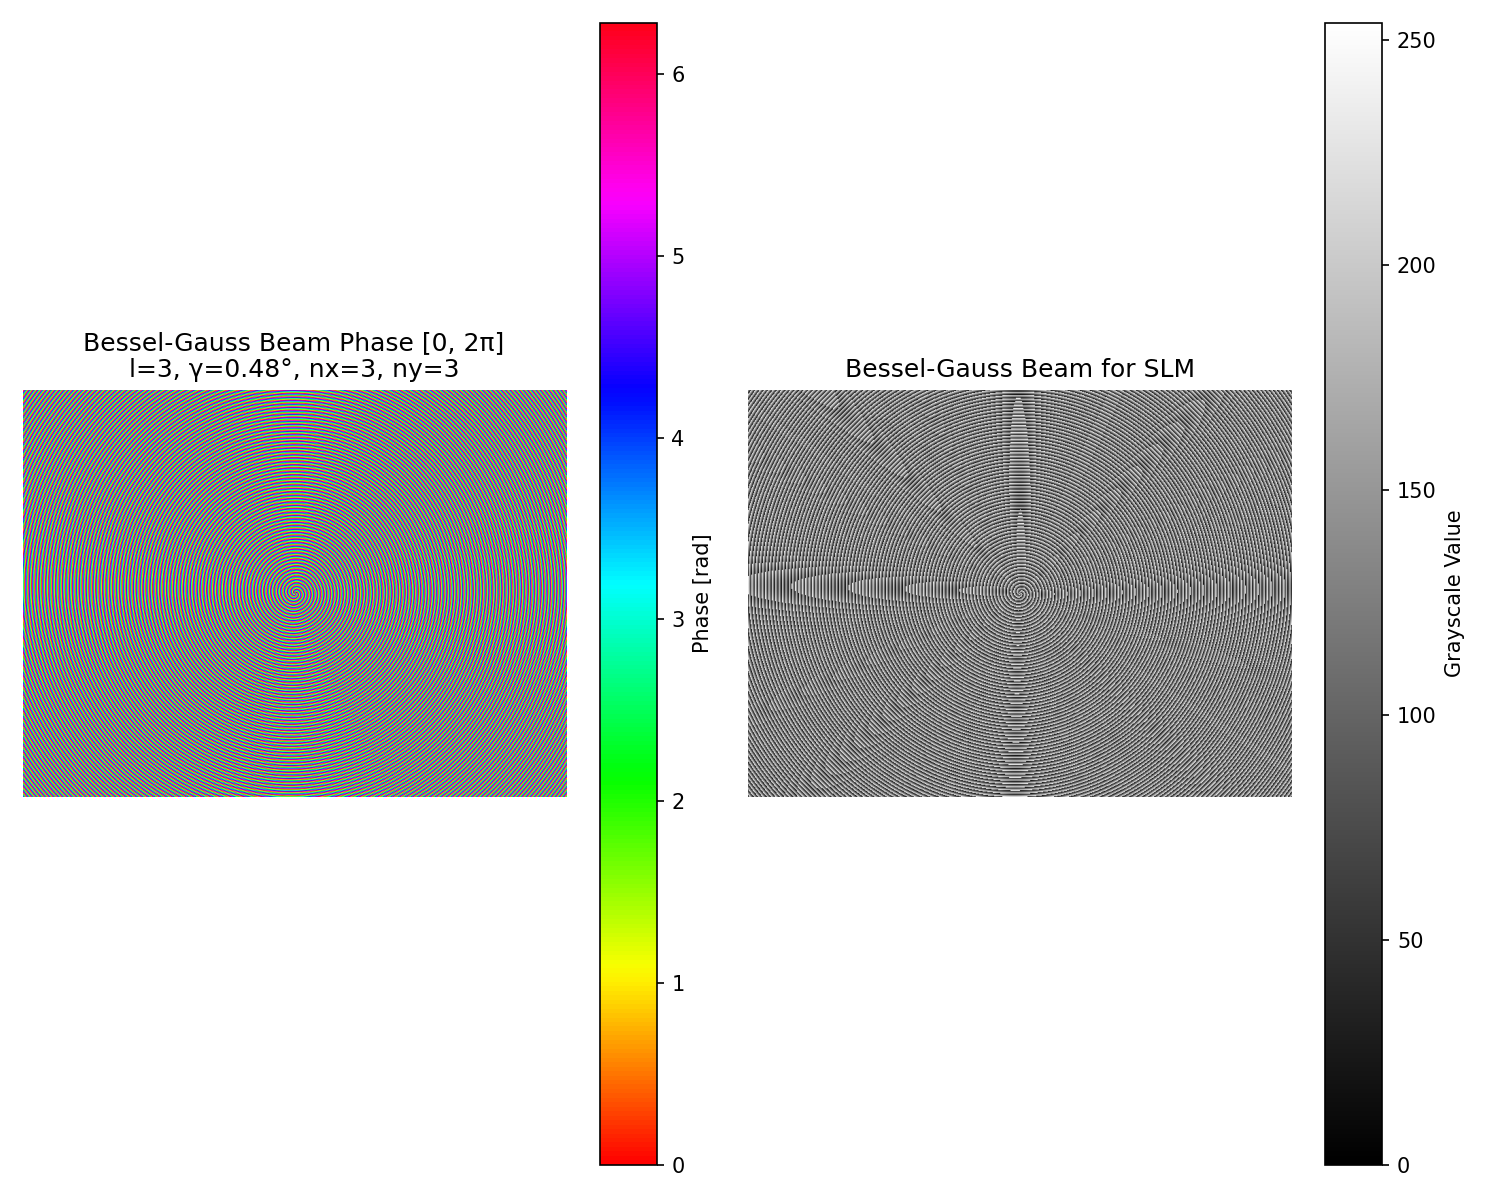 Bessel-Gauss Beam Phase [0, 2π]
l=3, γ=0.48°, nx=3, ny=3
6
5
4
3
2
1
0
Phase [rad]
Bessel-Gauss Beam for SLM
250
200
150
100
50
0
Grayscale Value